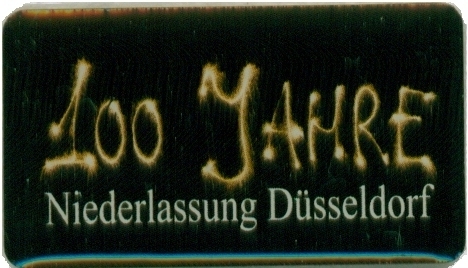 100 JAHRE
Niederlassung Düsseldorf